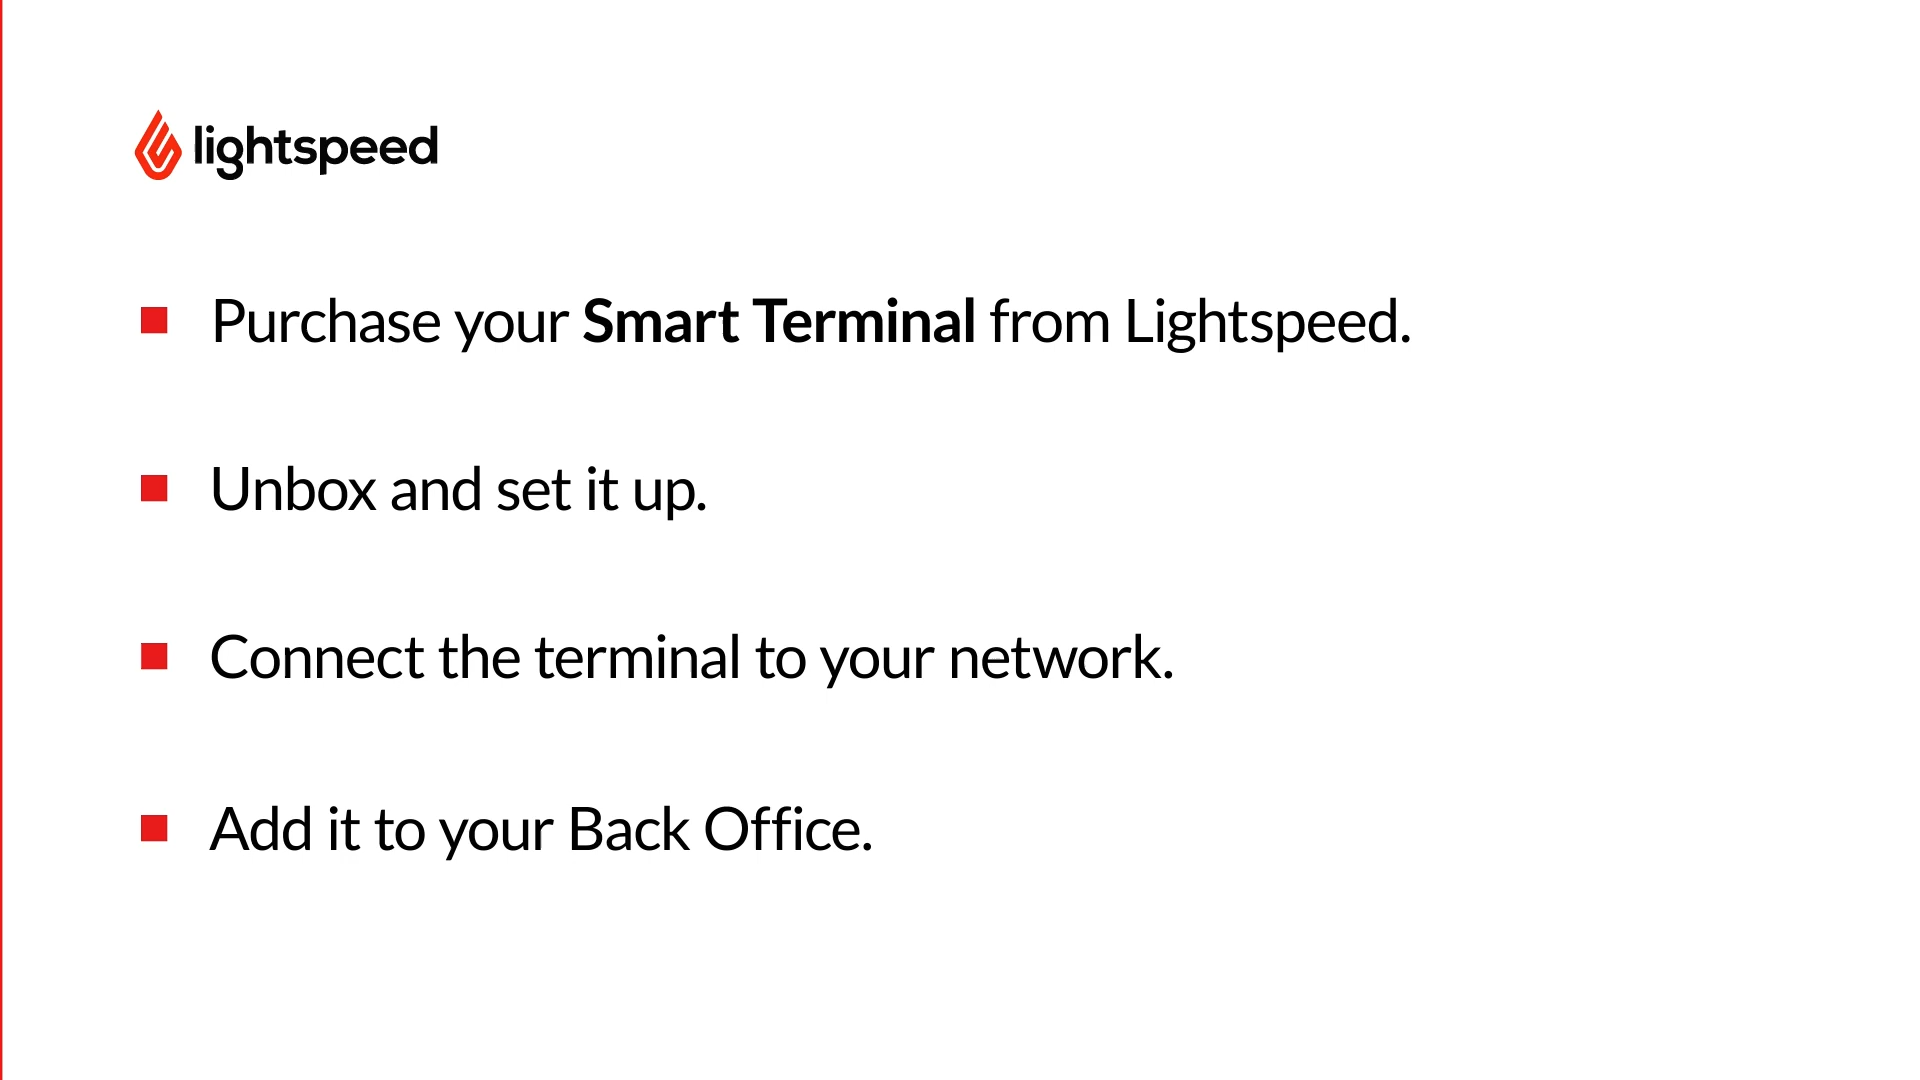 lightspeed
Purchase your Smart Terminal from Lightspeed.
Unbox and set it up.
Connect the terminal to your network.
Add it to your Back Office.